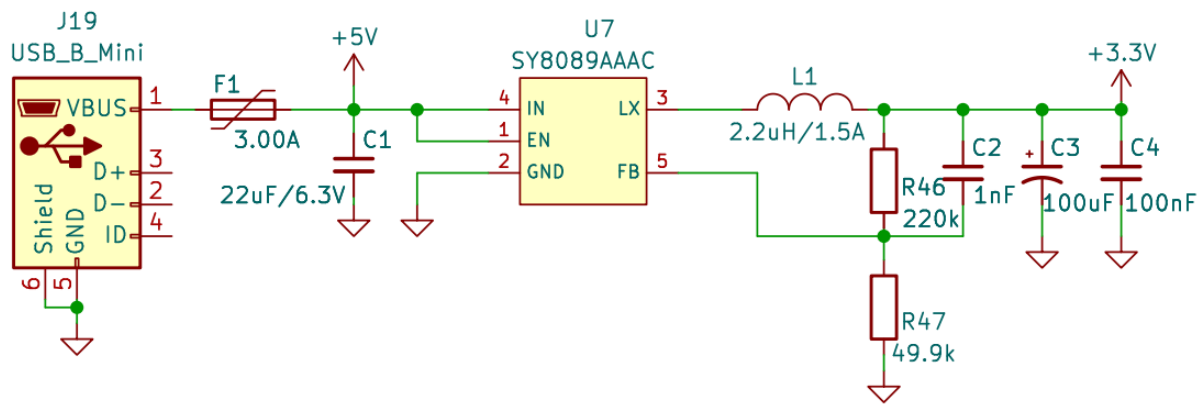 J19
USB_B_Mini
VBUS
1
D+
3
D-
2
ID
4
Shield
GND
6
5
F1
3.00A
+5V
C1
22uF/6.3V
U7
SY8089AAAC
4
IN
LX
3
1
EN
2
GND
FB
5
L1
2.2uH/1.5A
+3.3V
R46
220k
C2
1nF
+
C3
100uF
C4
100nF
R47
49.9k